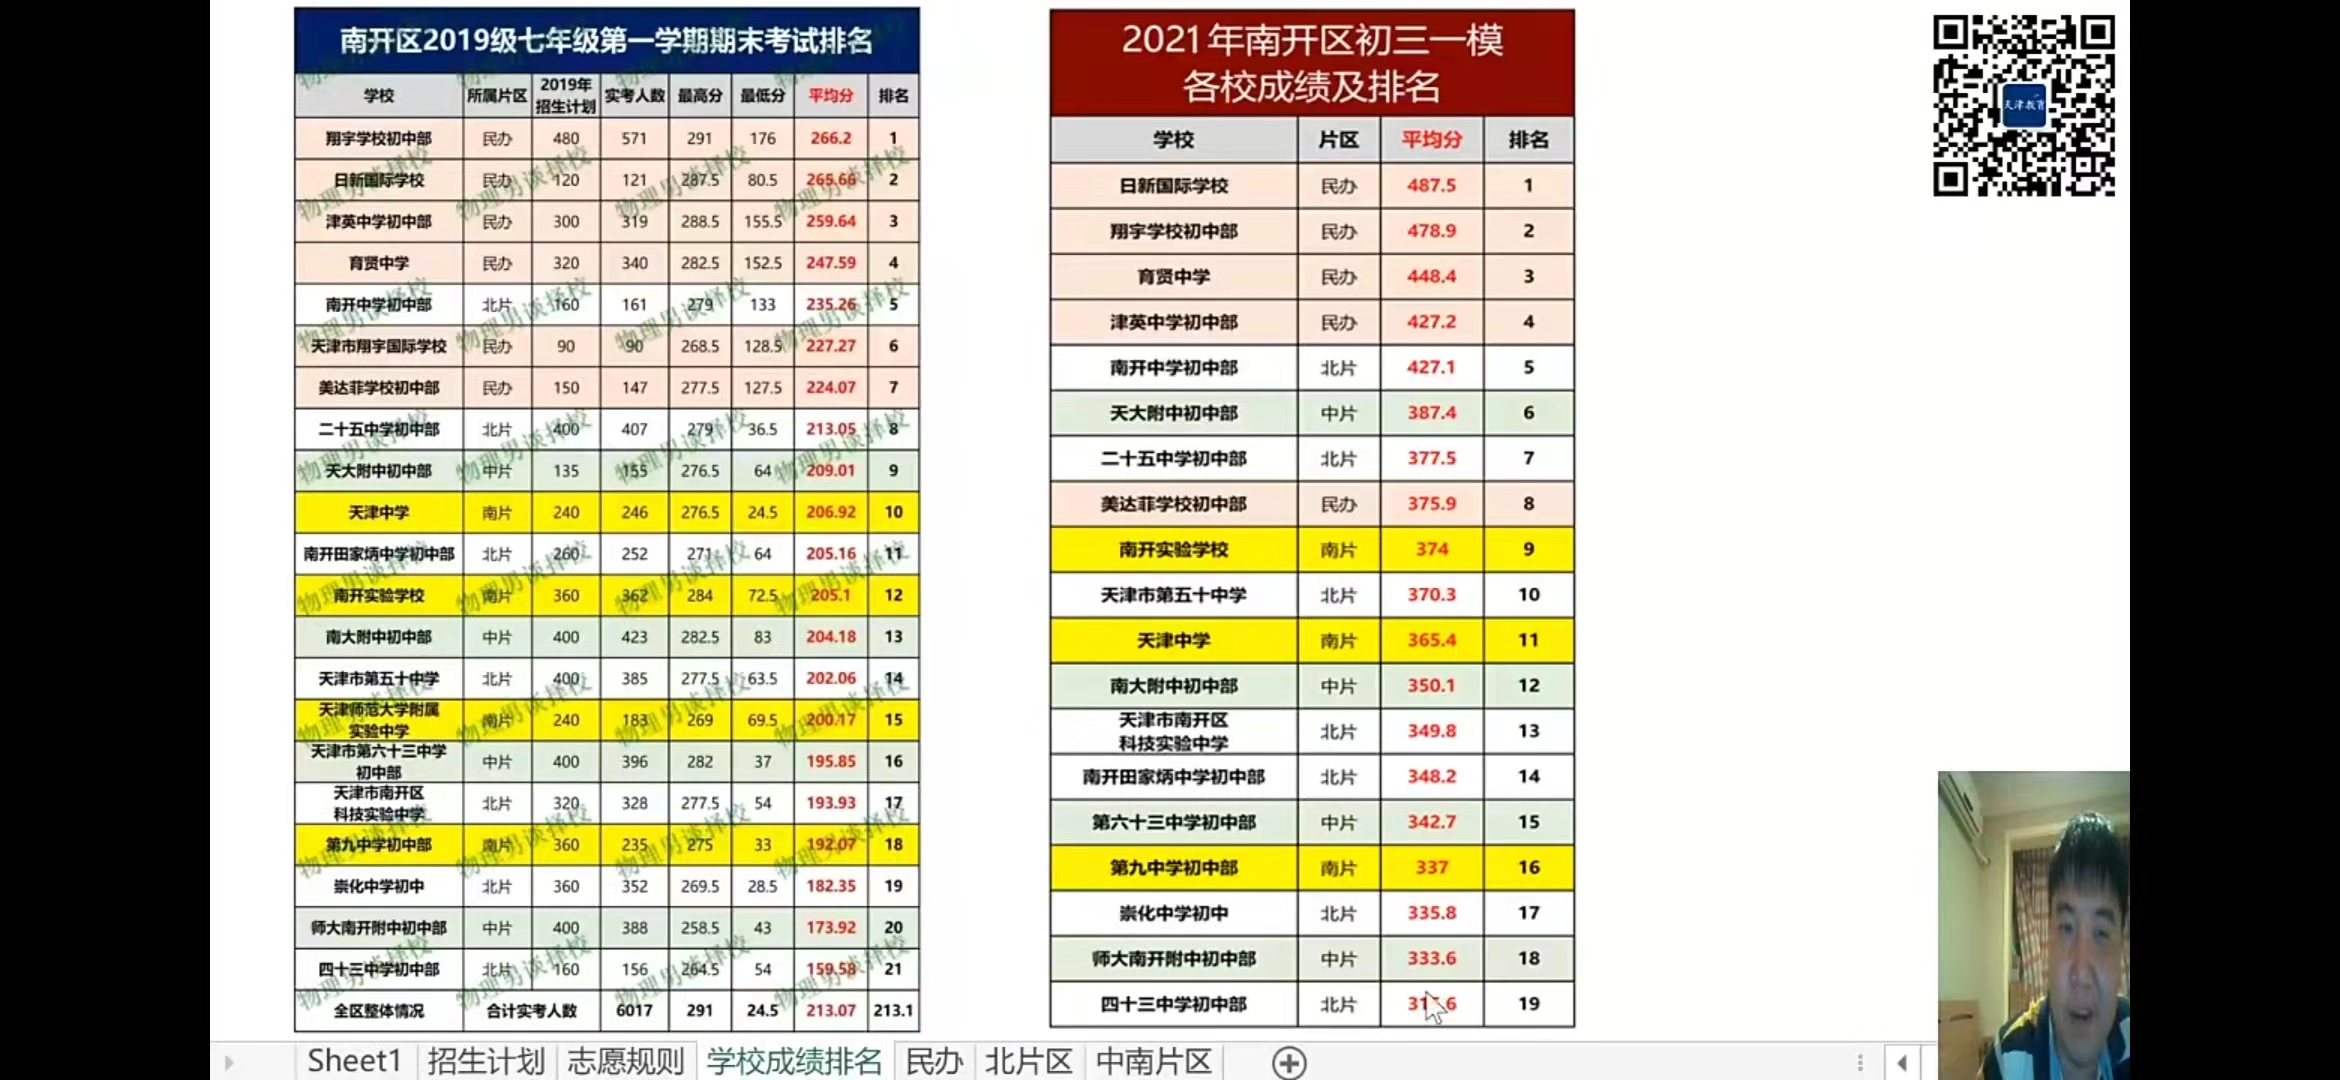 南开区2019级七年级第一学期期末考试排名
学校 所属片区 2019年招生计划 实考人数 最高分 最低分 平均分 排名
翔宇学校初中部 民办 480 571 291 176 266.2 1
日新国际学校 民办 120 121 287.5 80.5 265.66 2
津英中学初中部 民办 300 319 288.5 155.5 259.64 3
育贤中学 民办 320 340 282.5 152.5 247.59 4
南开中学初中部 北片 160 161 279 133 235.26 5
天津市翔宇国际学校 民办 90 90 268.5 128.5 227.27 6
美达菲学校初中部 民办 150 147 277.5 127.5 224.07 7
二十五中学初中部 北片 400 407 279 36.5 213.05 8
天大附中初中部 中片 135 155 276.5 64 209.01 9
天津中学 南片 240 246 276.5 24.5 206.92 10
南开田家炳中学初中部 北片 260 252 271 64 205.16 11
南开实验学校 南片 360 362 284 72.5 205.1 12
南大附中初中部 中片 400 423 282.5 83 204.18 13
天津市第五十中学 北片 400 385 277.5 63.5 202.06 14
天津师范大学附属实验中学 南片 240 183 269 69.5 200.17 15
天津市第六十三中学初中部 中片 400 396 282 37 195.85 16
天津市南开区科技实验中学 北片 320 328 277.5 54 193.93 17
第九中学初中部 南片 360 235 275 33 192.07 18
崇化中学初中 北片 360 352 269.5 28.5 182.35 19
师大南开附中初中部 中片 400 388 258.5 43 173.92 20
四十三中学初中部 北片 160 156 264.5 54 159.58 21
全区整体情况 合计实考人数 6017 291 24.5 213.07 213.1
物理男谈择校
2021年南开区初三一模
各校成绩及排名
学校 片区 平均分 排名
日新国际学校 民办 487.5 1
翔宇学校初中部 民办 478.9 2
育贤中学 民办 448.4 3
津英中学初中部 民办 427.2 4
南开中学初中部 北片 427.1 5
天大附中初中部 中片 387.4 6
二十五中学初中部 北片 377.5 7
美达菲学校初中部 民办 375.9 8
南开实验学校 南片 374 9
天津市第五十中学 北片 370.3 10
天津中学 南片 365.4 11
南大附中初中部 中片 350.1 12
天津市南开区科技实验中学 北片 349.8 13
南开田家炳中学初中部 北片 348.2 14
第六十三中学初中部 中片 342.7 15
第九中学初中部 南片 337 16
崇化中学初中 北片 335.8 17
师大南开附中初中部 中片 333.6 18
四十三中学初中部 北片 19
天津教育
Sheet1 招生计划 志愿规则 学校成绩排名 民办 北片区 中南片区